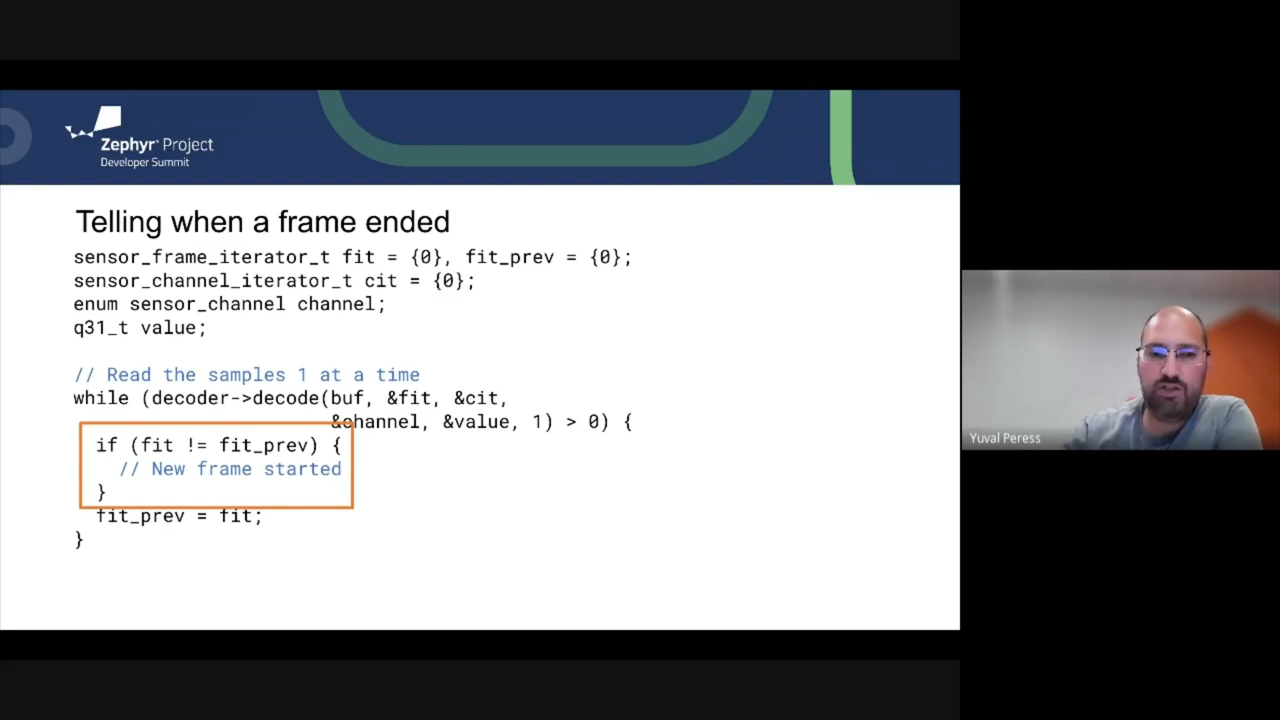 Zephyr® Project
Developer Summit
Telling when a frame ended
sensor_frame_iterator_t fit = {0}, fit_prev = {0};
sensor_channel_iterator_t cit = {0};
enum sensor_channel channel;
q31_t value;
// Read the samples 1 at a time
while (decoder->decode(buf, &fit, &cit,
&channel, &value, 1) > 0) {
if (fit != fit_prev) {
// New frame started
}
fit_prev = fit;
}
Yuval Peress